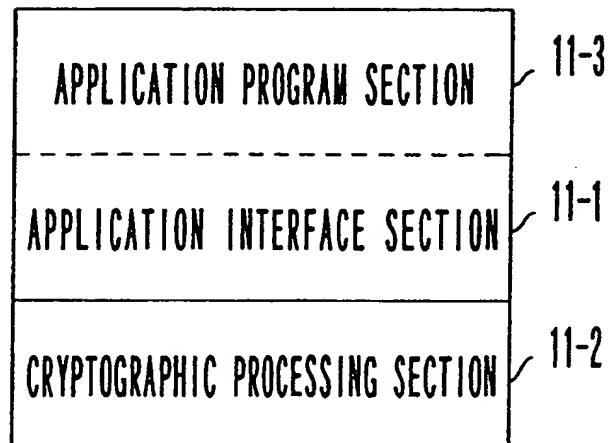 APPLICATION PROGRAM SECTION 11-3
APPLICATION INTERFACE SECTION 11-1
CRYPTOGRAPHIC PROCESSING SECTION 11-2